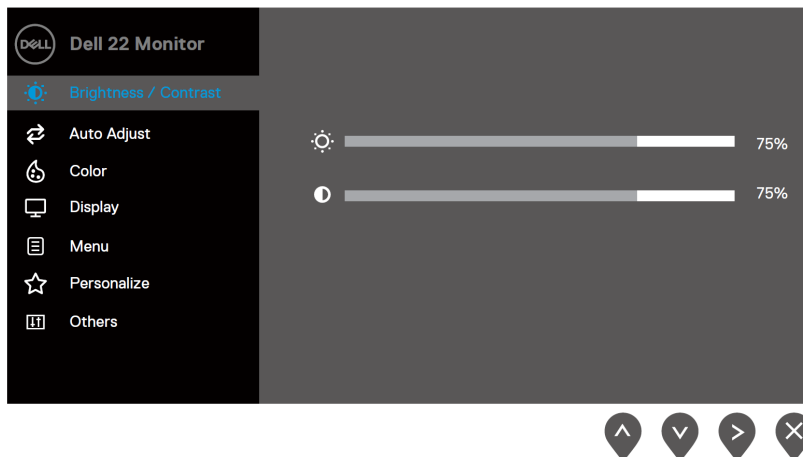 DELL
Dell 22 Monitor
Brightness / Contrast
Auto Adjust
Color
Display
Menu
Personalize
Others
75%
75%